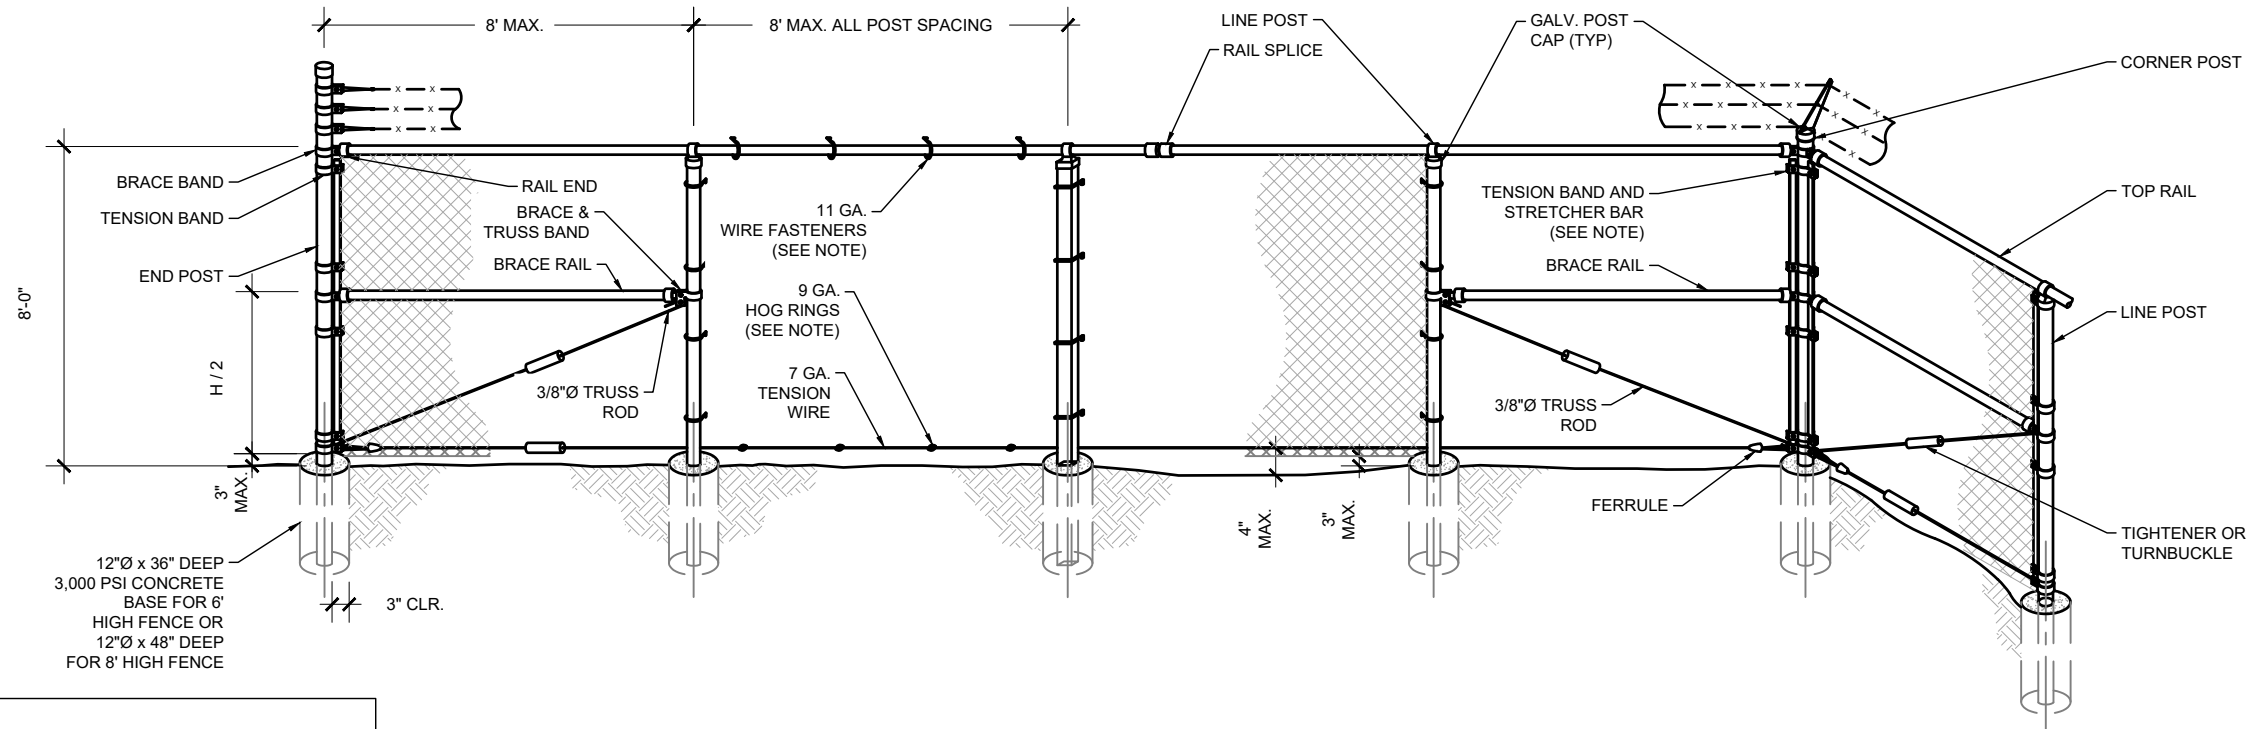 8' MAX.
8' MAX. ALL POST SPACING
LINE POST
RAIL SPLICE
GALV. POST
CAP (TYP)
CORNER POST
BRACE BAND
TENSION BAND
END POST
8'-0"
H / 2
3"
MAX.
RAIL END
BRACE &
TRUSS BAND
BRACE RAIL
3/8"Ø TRUSS
ROD
11 GA.
WIRE FASTENERS
(SEE NOTE)
9 GA.
HOG RINGS
(SEE NOTE)
7 GA.
TENSION
WIRE
TENSION BAND AND
STRETCHER BAR
(SEE NOTE)
BRACE RAIL
3/8"Ø TRUSS
ROD
TOP RAIL
LINE POST
FERRULE
TIGHTENER OR
TURNBUCKLE
4"
MAX.
3"
MAX.
12"Ø x 36" DEEP
3,000 PSI CONCRETE
BASE FOR 6'
HIGH FENCE OR
12"Ø x 48" DEEP
FOR 8' HIGH FENCE
3" CLR.
x x
x x
x x
x x x x
x x x x
x x x x